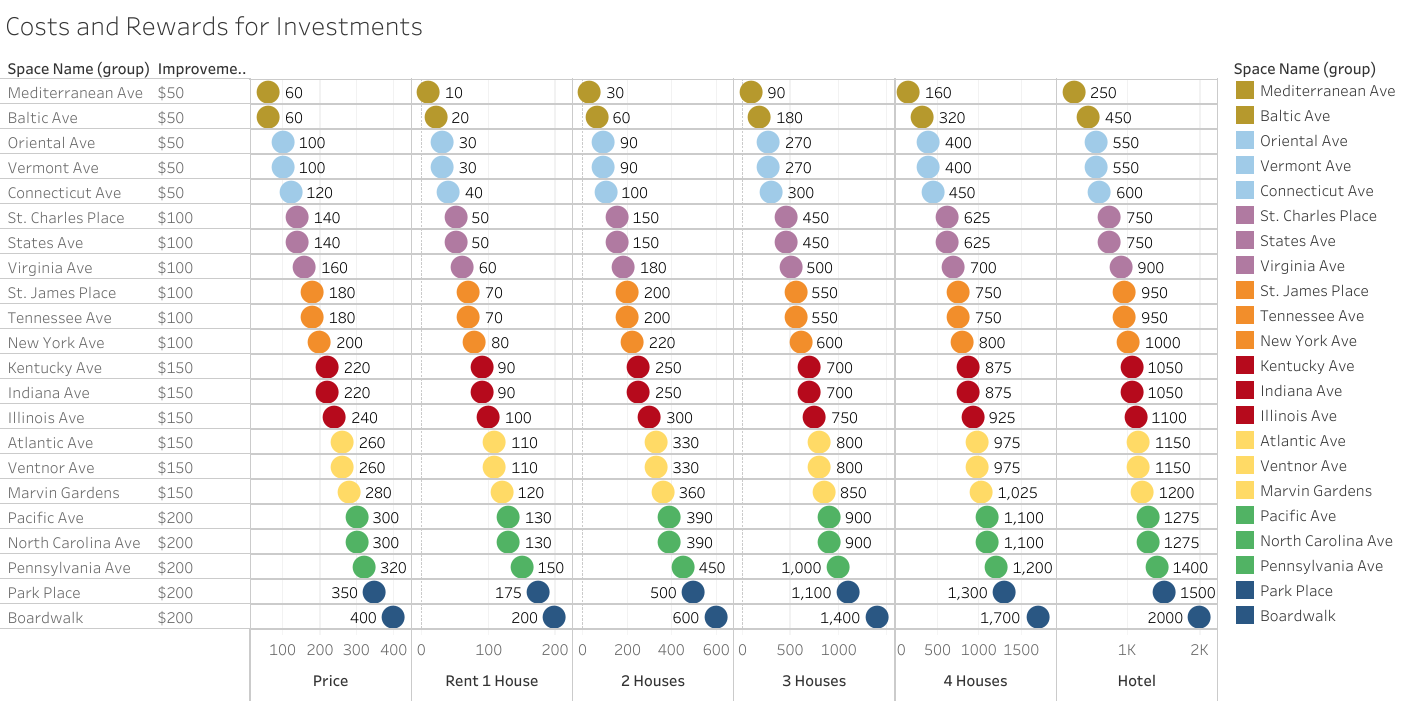 Costs and Rewards for Investments
Space Name (group) Improveme.. Space Name (group)
Mediterranean Ave $50 60 10 30 90 160 250 Mediterranean Ave
Baltic Ave $50 60 20 60 180 320 450 Baltic Ave
Oriental Ave $50 100 30 90 270 400 550 Oriental Ave
Vermont Ave $50 100 30 90 270 400 550 Vermont Ave
Connecticut Ave $50 120 40 100 300 450 600 Connecticut Ave
St. Charles Place $100 140 50 150 450 625 750 St. Charles Place
States Ave $100 140 50 150 450 625 750 States Ave
Virginia Ave $100 160 60 180 500 700 900 Virginia Ave
St. James Place $100 180 70 200 550 750 950 St. James Place
Tennessee Ave $100 180 70 200 550 750 950 Tennessee Ave
New York Ave $100 200 80 220 600 800 1000 New York Ave
Kentucky Ave $150 220 90 250 700 875 1050 Kentucky Ave
Indiana Ave $150 220 90 250 700 875 1050 Indiana Ave
Illinois Ave $150 240 100 300 750 925 1100 Illinois Ave
Atlantic Ave $150 260 110 330 800 975 1150 Atlantic Ave
Ventnor Ave $150 260 110 330 800 975 1150 Ventnor Ave
Marvin Gardens $150 280 120 360 850 1,025 1200 Marvin Gardens
Pacific Ave $200 300 130 390 900 1,100 1275 Pacific Ave
North Carolina Ave $200 300 130 390 900 1,100 1275 North Carolina Ave
Pennsylvania Ave $200 320 150 450 1,000 1,200 1400 Pennsylvania Ave
Park Place $200 350 175 500 1,100 1,300 1500 Park Place
Boardwalk $200 400 200 600 1,400 1,700 2000 Boardwalk
100 200 300 400 0 100 200 0 200 400 600 0 500 1000 0 500 1000 1500 1K 2K
Price Rent 1 House 2 Houses 3 Houses 4 Houses Hotel